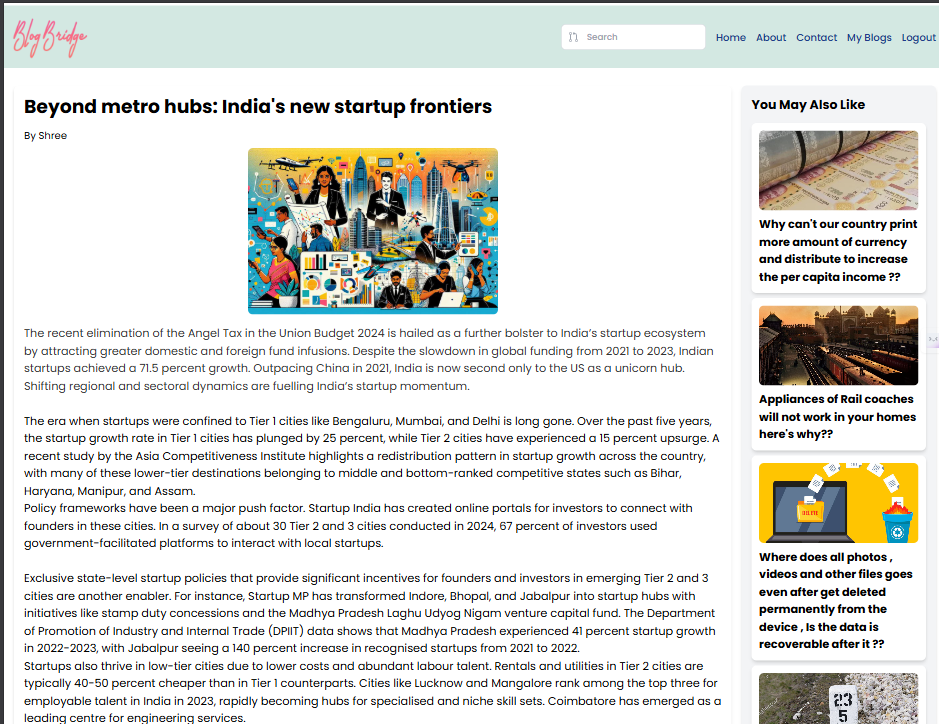 Blog Bridge
Search
Home About Contact My Blogs Logout
Beyond metro hubs: India's new startup frontiers
By Shree
The recent elimination of the Angel Tax in the Union Budget 2024 is hailed as a further bolster to India's startup ecosystem
by attracting greater domestic and foreign fund infusions. Despite the slowdown in global funding from 2021 to 2023, Indian
startups achieved a 71.5 percent growth. Outpacing China in 2021, India is now second only to the US as a unicorn hub.
Shifting regional and sectoral dynamics are fuelling India's startup momentum.
The era when startups were confined to Tier 1 cities like Bengaluru, Mumbai, and Delhi is long gone. Over the past five years,
the startup growth rate in Tier 1 cities has plunged by 25 percent, while Tier 2 cities have experienced a 15 percent upsurge. A
recent study by the Asia Competitiveness Institute highlights a redistribution pattern in startup growth across the country,
with many of these lower-tier destinations belonging to middle and bottom-ranked competitive states such as Bihar,
Haryana, Manipur, and Assam.
Policy frameworks have been a major push factor. Startup India has created online portals for investors to connect with
founders in these cities. In a survey of about 30 Tier 2 and 3 cities conducted in 2024, 67 percent of investors used
government-facilitated platforms to interact with local startups.
Exclusive state-level startup policies that provide significant incentives for founders and investors in emerging Tier 2 and 3
cities are another enabler. For instance, Startup MP has transformed Indore, Bhopal, and Jabalpur into startup hubs with
initiatives like stamp duty concessions and the Madhya Pradesh Laghu Udyog Nigam venture capital fund. The Department
of Promotion of Industry and Internal Trade (DPIIT) data shows that Madhya Pradesh experienced 41 percent startup growth
in 2022-2023, with Jabalpur seeing a 140 percent increase in recognised startups from 2021 to 2022.
Startups also thrive in low-tier cities due to lower costs and abundant labour talent. Rentals and utilities in Tier 2 cities are
typically 40-50 percent cheaper than in Tier 1 counterparts. Cities like Lucknow and Mangalore rank among the top three for
employable talent in India in 2023, rapidly becoming hubs for specialised and niche skill sets. Coimbatore has emerged as a
leading centre for engineering services.
You May Also Like
Why can't our country print
more amount of currency
and distribute to increase
the per capita income ??
Appliances of Rail coaches
will not work in your homes
here's why??
Where does all photos ,
videos and other files goes
even after get deleted
permanently from the
device , Is the data is
recoverable after it ??
23
5